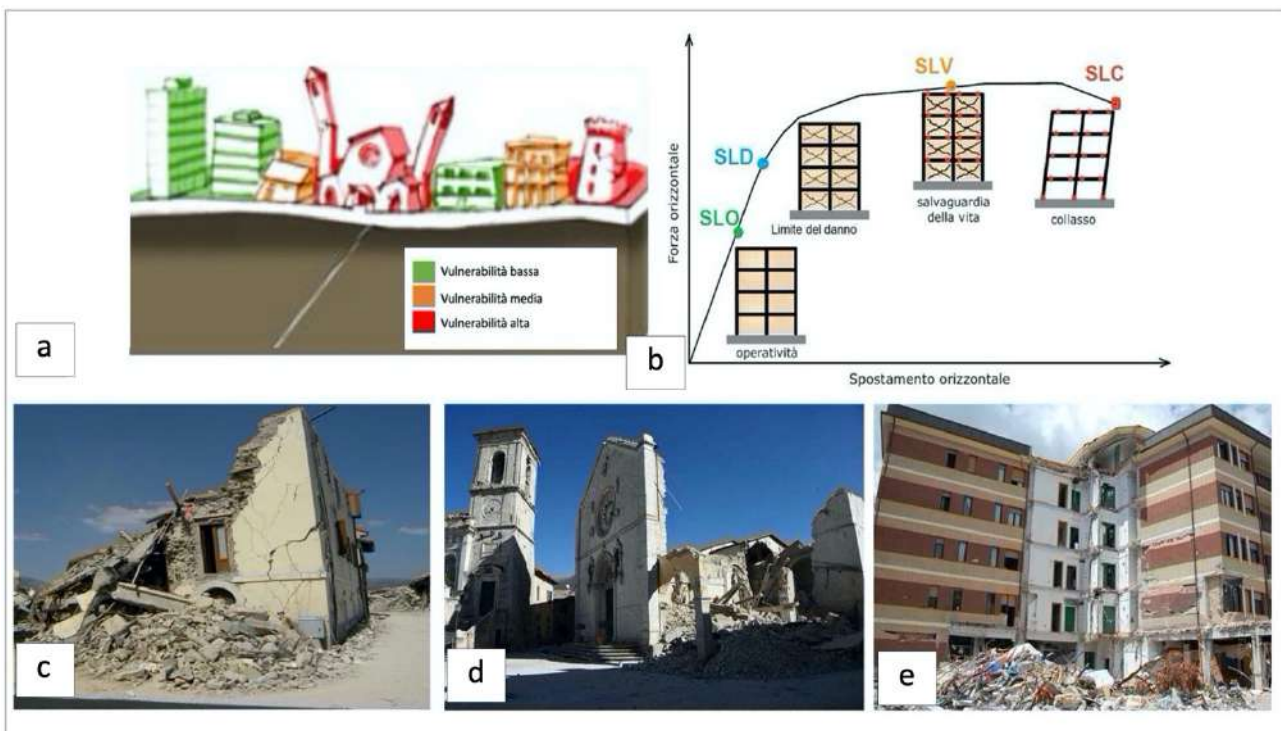 Vulnerabilità bassa
Vulnerabilità media
Vulnerabilità alta
a
Forza orizzontale
SLO
SLD
SLV
SLC
operatività
Limite del danno
salvaguardia
della vita
collasso
Spostamento orizzontale
b
c
d
e